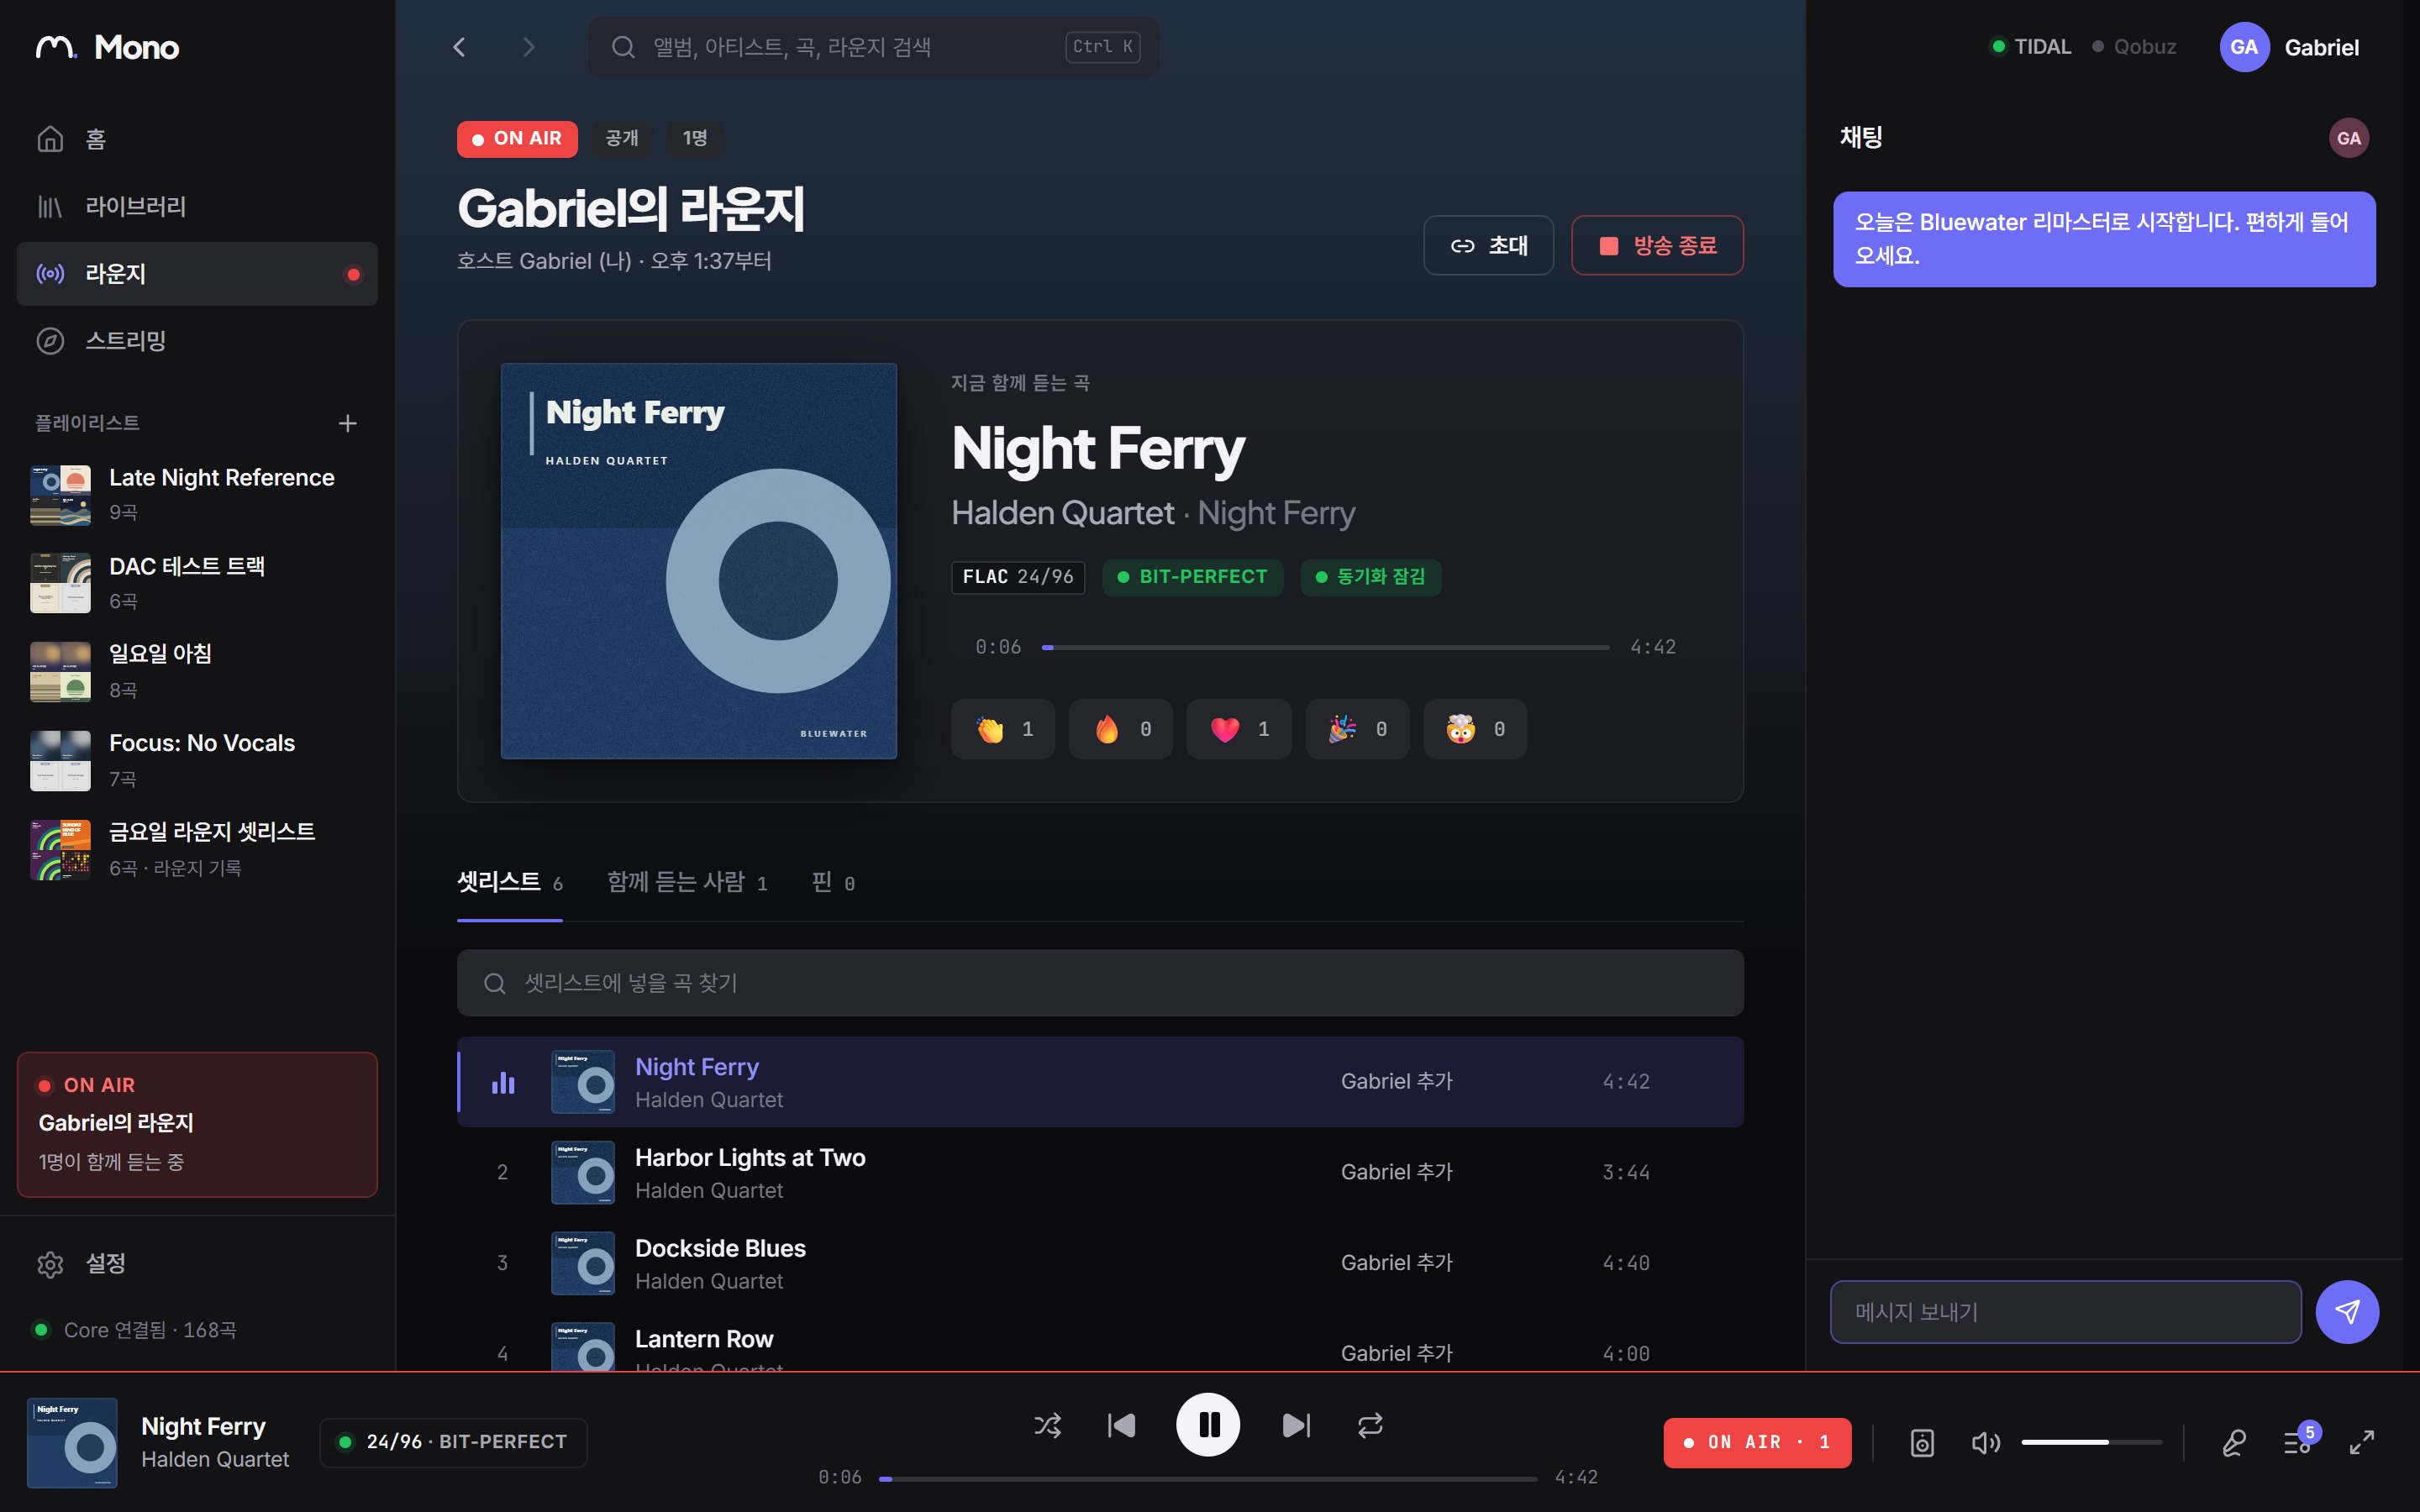 Mono
홈
라이브러리
라운지
스트리밍
플레이리스트
Late Night Reference
9곡
DAC 테스트 트랙
6곡
일요일 아침
8곡
Focus: No Vocals
7곡
금요일 라운지 셋리스트
6곡 · 라운지 기록
ON AIR
Gabriel의 라운지
1명이 함께 듣는 중
설정
Core 연결됨 · 168곡
앨범, 아티스트, 곡, 라운지 검색
Ctrl K
ON AIR 공개 1명
Gabriel의 라운지
호스트 Gabriel (나) · 오후 1:37부터
초대
방송 종료
Night Ferry
HALDEN QUARTET
BLUEWATER
지금 함께 듣는 곡
Night Ferry
Halden Quartet · Night Ferry
FLAC 24/96 BIT-PERFECT 동기화 잠김
0:06 4:42
1 0 1 0 0
셋리스트 6 함께 듣는 사람 1 핀 0
셋리스트에 넣을 곡 찾기
Night Ferry
Halden Quartet
Gabriel 추가 4:42
2 Harbor Lights at Two
Halden Quartet
Gabriel 추가 3:44
3 Dockside Blues
Halden Quartet
Gabriel 추가 4:40
4 Lantern Row
Halden Quartet
Gabriel 추가 4:00
TIDAL Qobuz GA Gabriel
채팅 GA
오늘은 Bluewater 리마스터로 시작합니다. 편하게 들어
오세요.
메시지 보내기
Night Ferry
Halden Quartet
24/96 · BIT-PERFECT
0:06 4:42
ON AIR · 1
5